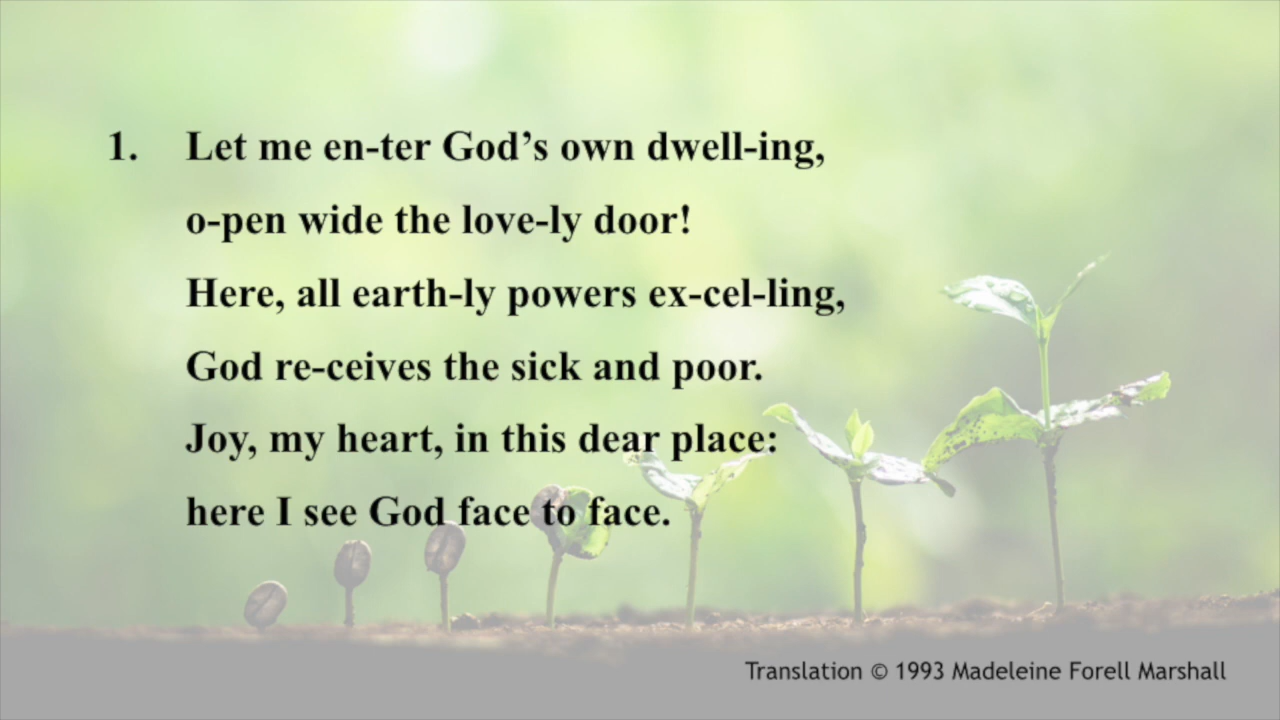 1. Let me en-ter God’s own dwell-ing,
o-pen wide the love-ly door!
Here, all earth-ly powers ex-cel-ling,
God re-ceives the sick and poor.
Joy, my heart, in this dear place:
here I see God face to face.
Translation © 1993 Madeleine Forell Marshall